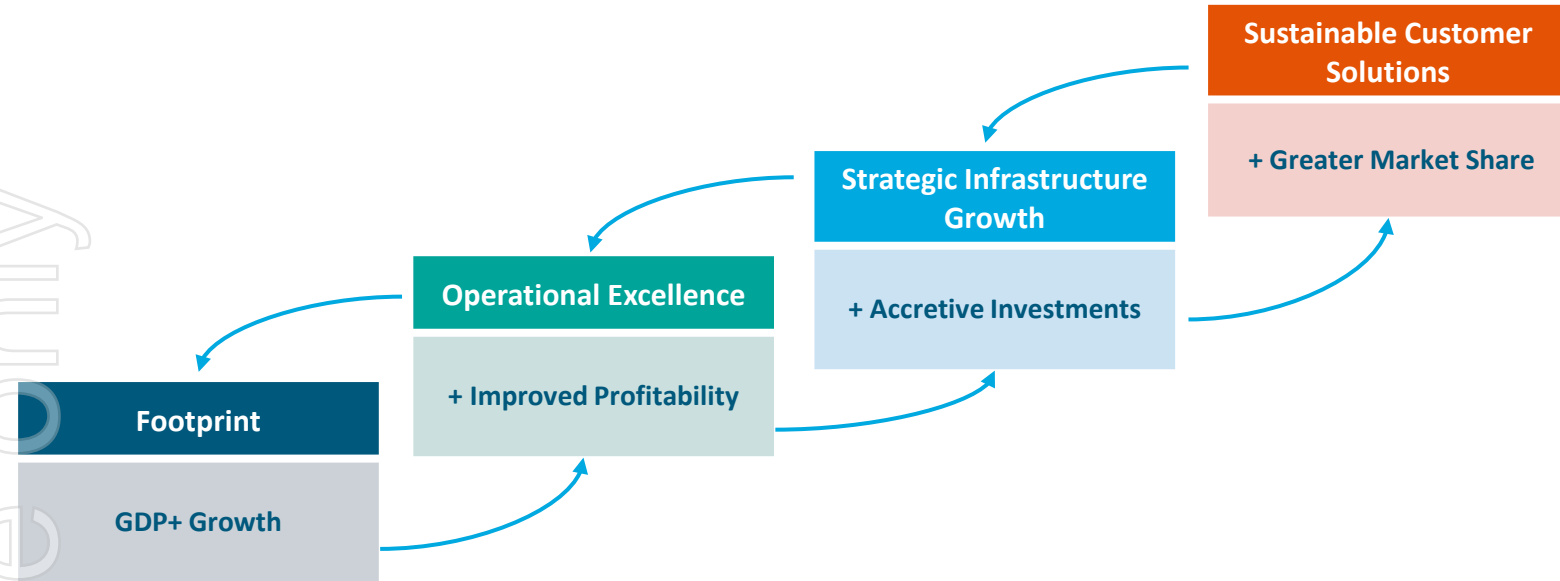 Sustainable Customer
Solutions
+ Greater Market Share
Strategic Infrastructure
Growth
+ Accretive Investments
Operational Excellence
+ Improved Profitability
Footprint
GDP+ Growth